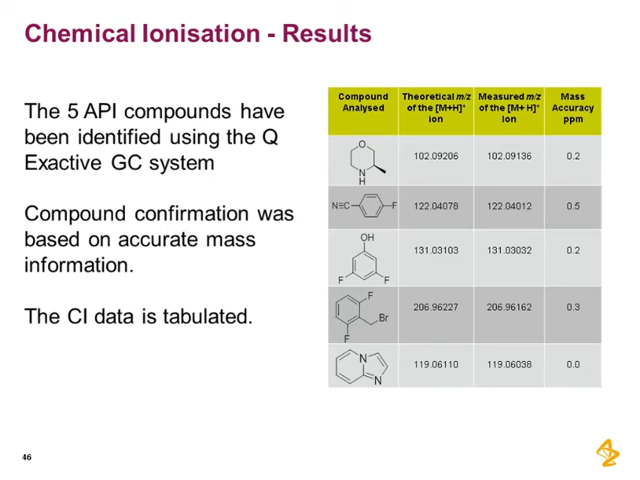 Chemical Ionisation - Results
The 5 API compounds have
been identified using the Q
Exactive GC system
Compound confirmation was
based on accurate mass
information.
The CI data is tabulated.
Compound Analysed Theoretical m/z of the [M+H]⁺ ion Measured m/z of the [M+ H]⁺ Ion Mass Accuracy ppm
O N H 102.09206 102.09136 0.2
N≡C F 122.04078 122.04012 0.5
OH F F 131.03103 131.03032 0.2
F Br F 206.96227 206.96162 0.3
N N 119.06110 119.06038 0.0
46